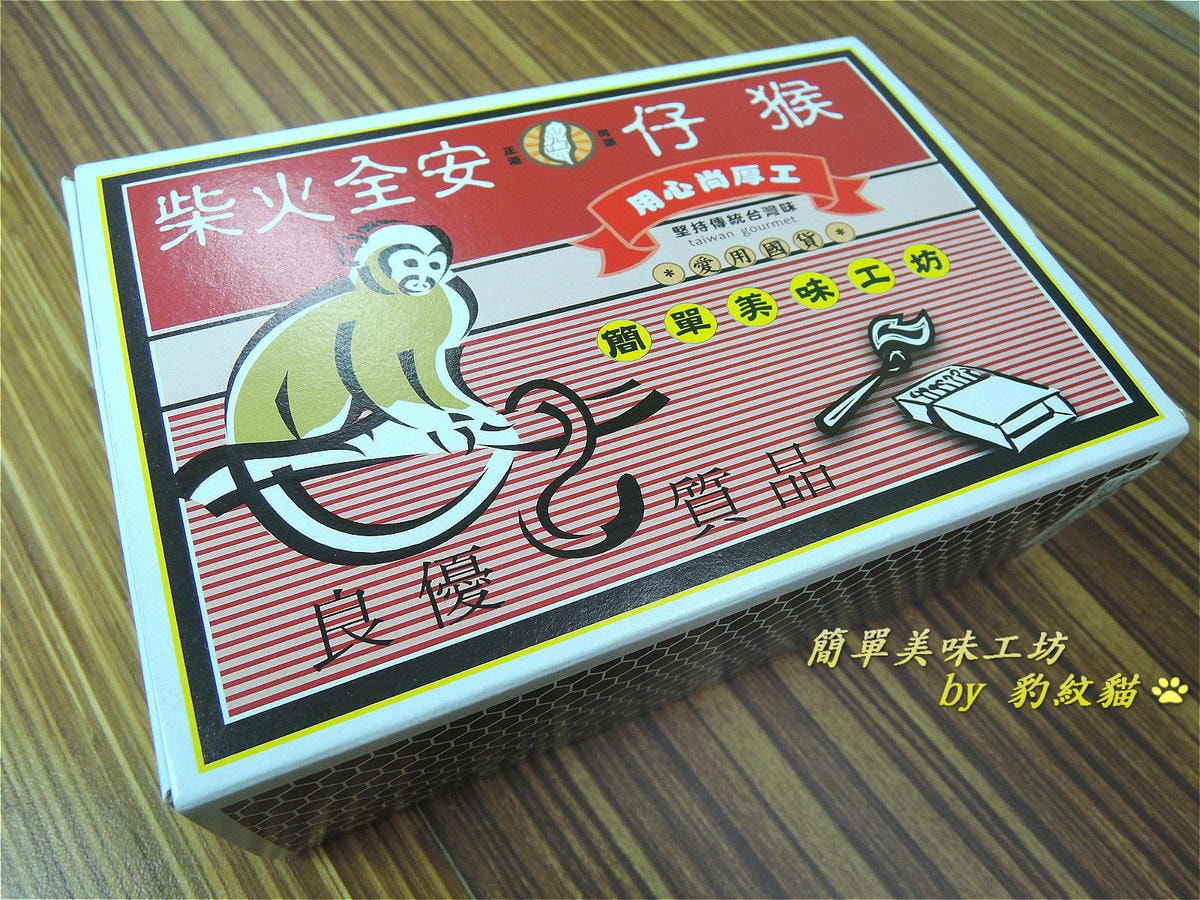 柴火全安
正港
台灣
仔猴
用心尚厚工
堅持傳統台灣味
taiwan gourmet
*愛用國貨*
簡單美味工坊
良優
質品
簡單美味工坊
by 豹紋貓